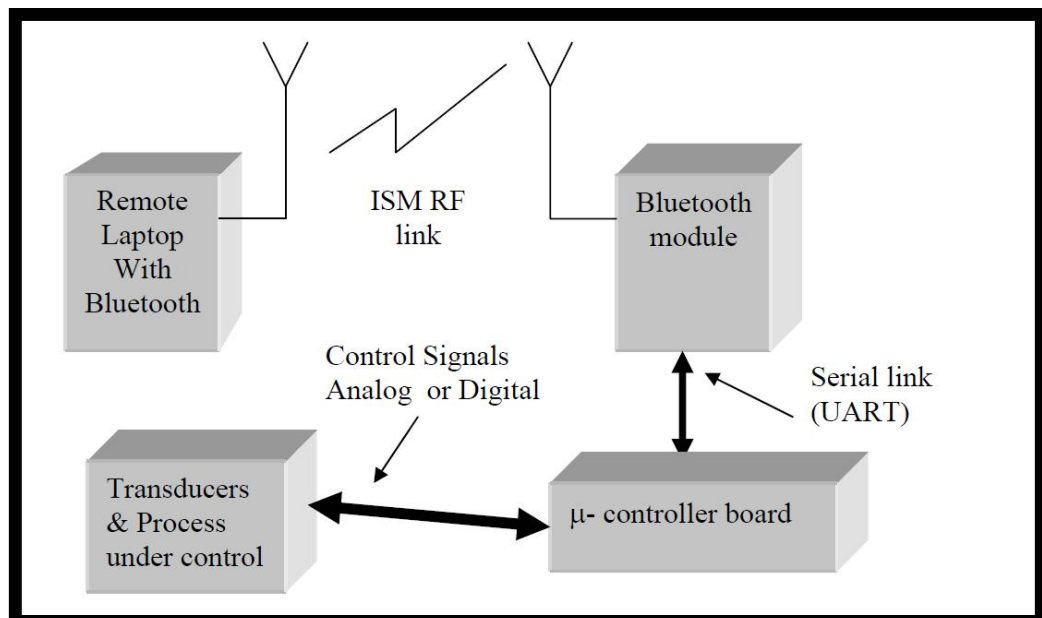 Remote
Laptop
With
Bluetooth
ISM RF
link
Bluetooth
module
Control Signals
Analog or Digital
Serial link
(UART)
Transducers
& Process
under control
μ- controller board